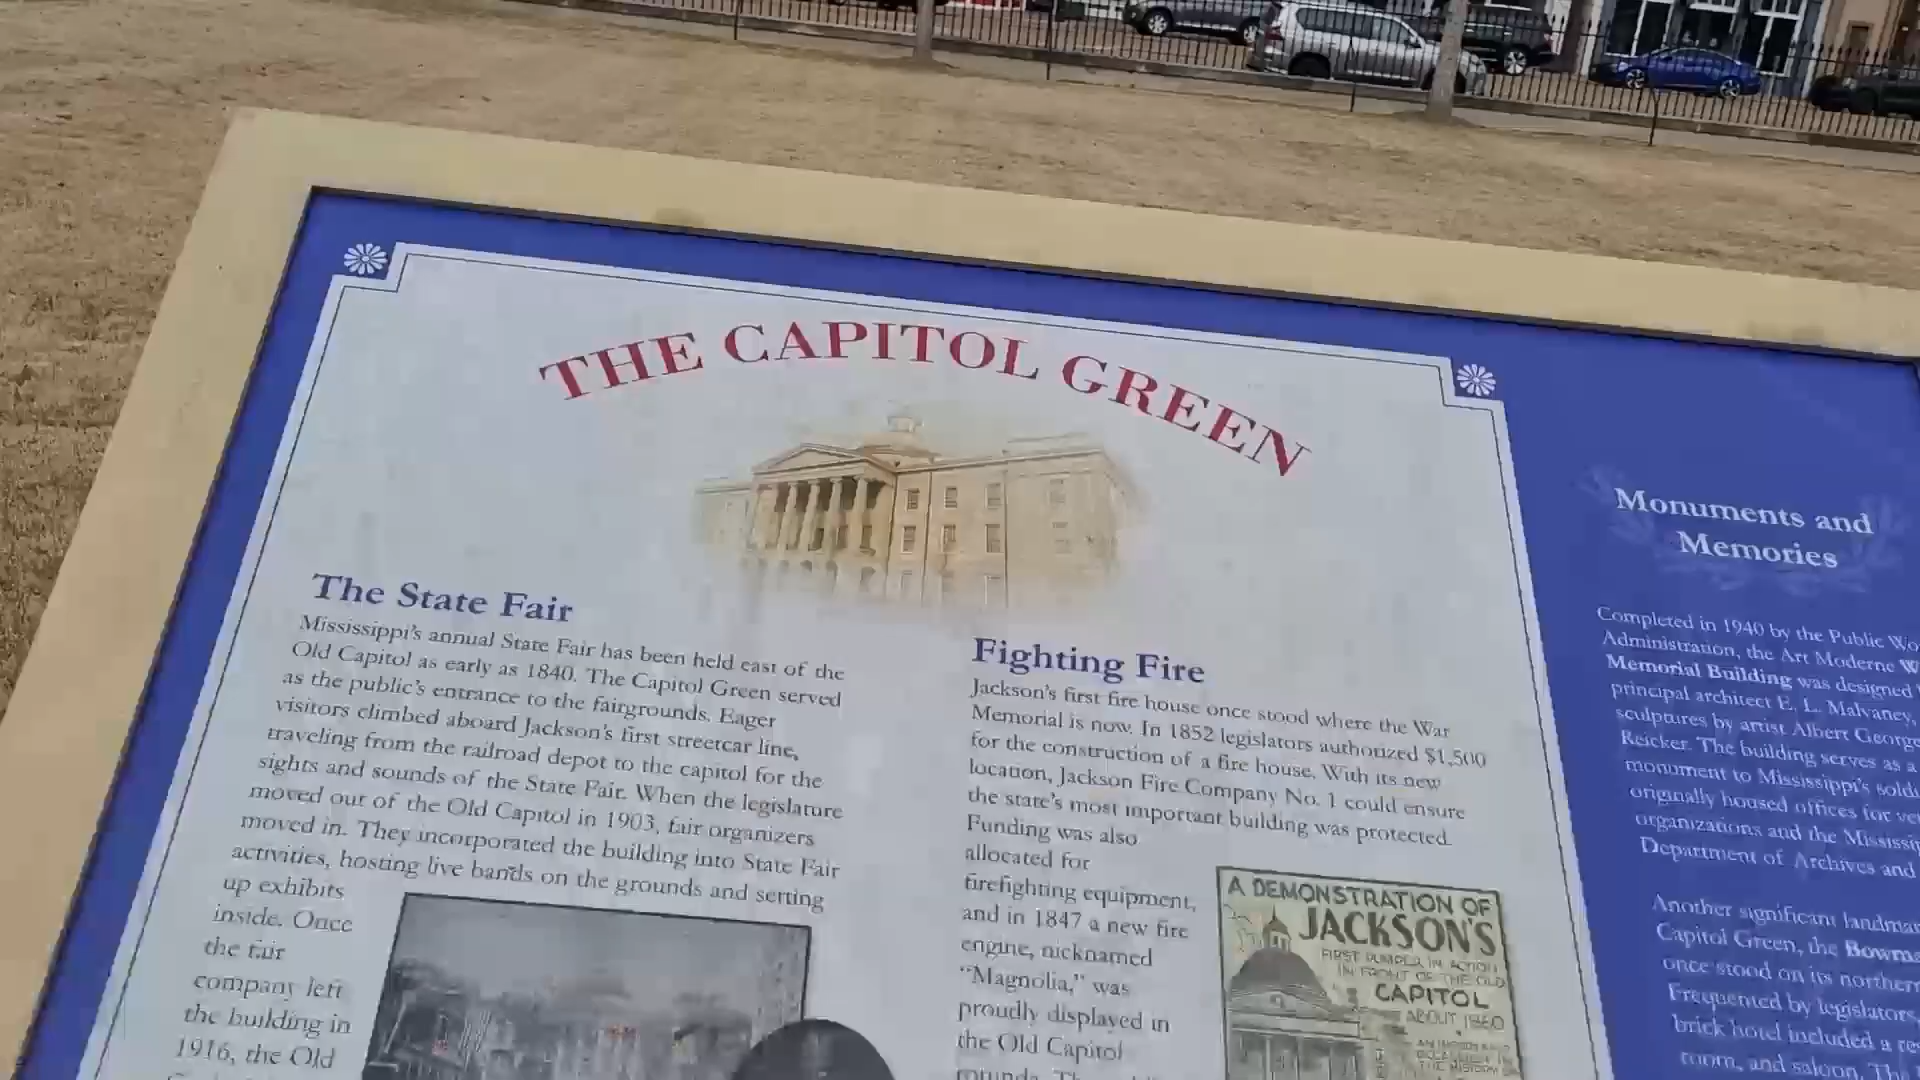 THE CAPITOL GREEN
The State Fair
Mississippi's annual State Fair has been held east of the
Old Capitol as early as 1840. The Capitol Green served
as the public's entrance to the fairgrounds. Eager
visitors climbed aboard Jackson's first streetcar line,
traveling from the railroad depot to the capitol for the
sights and sounds of the State Fair. When the legislature
moved out of the Old Capitol in 1903, fair organizers
moved in. They incorporated the building into State Fair
activities, hosting live bands on the grounds and setting
up exhibits
inside. Once
the fair
company left
the building in
1916, the Old
Fighting Fire
Jackson's first fire house once stood where the War
Memorial is now. In 1852 legislators authorized $1,500
for the construction of a fire house. With its new
location, Jackson Fire Company No. 1 could ensure
the state's most important building was protected.
Funding was also
allocated for
firefighting equipment,
and in 1847 a new fire
engine, nicknamed
"Magnolia," was
proudly displayed in
the Old Capitol
A DEMONSTRATION OF
JACKSON'S
FIRST PUMPER IN ACTION
IN FRONT OF THE OLD
CAPITOL
ABOUT 1860
Monuments and
Memories
Completed in 1940 by the Public
Administration, the Art Moderne
Memorial Building was designed
principal architect E. L. Malvaney,
sculptures by artist Albert George
Reicker. The building serves as a
monument to Mississippi's
originally housed offices for
organizations and the
Department of Archives and
Another significant
Capitol Green, the
once stood on its
Frequented by legislators,
brick hotel included a
room, and saloon. The